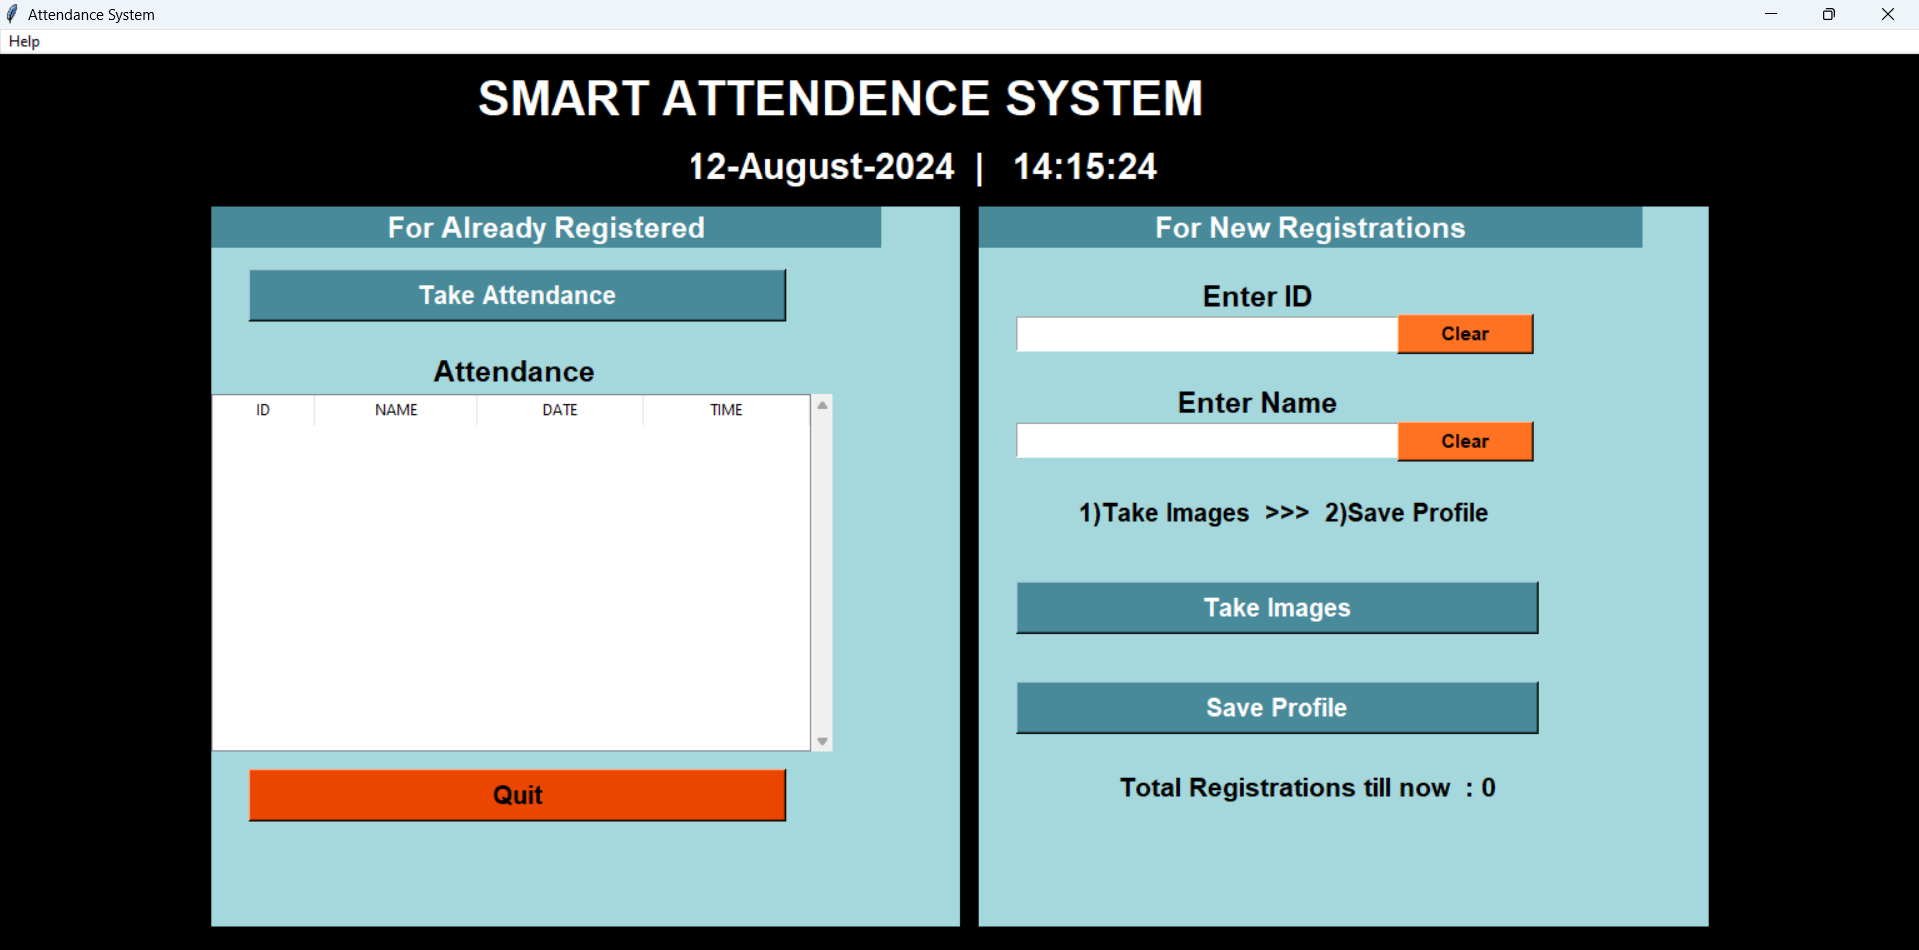 Attendance System
Help
SMART ATTENDENCE SYSTEM
12-August-2024 | 14:15:24
For Already Registered
Take Attendance
Attendance
ID NAME DATE TIME
Quit
For New Registrations
Enter ID
Clear
Enter Name
Clear
1)Take Images >>> 2)Save Profile
Take Images
Save Profile
Total Registrations till now : 0